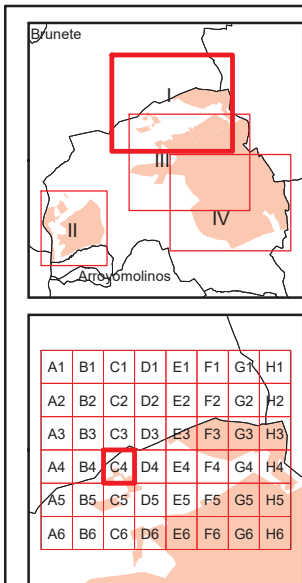 Brunete
I
III
IV
II
Arroyomolinos
A1 B1 C1 D1 E1 F1 G1 H1
A2 B2 C2 D2 E2 F2 G2 H2
A3 B3 C3 D3 E3 F3 G3 H3
A4 B4 C4 D4 E4 F4 G4 H4
A5 B5 C5 D5 E5 F5 G5 H5
A6 B6 C6 D6 E6 F6 G6 H6